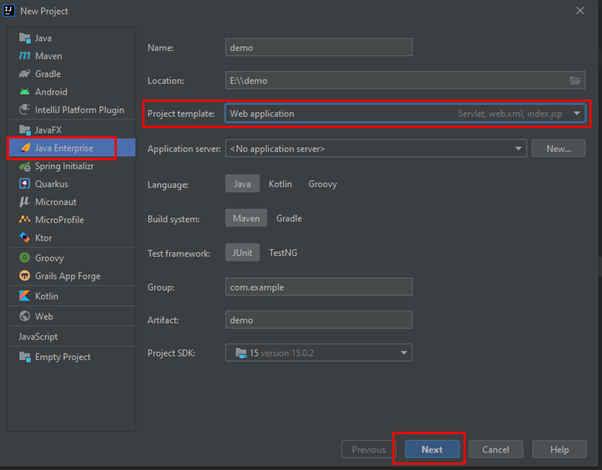 New Project
Java
Maven
Gradle
Android
IntelliJ Platform Plugin
JavaFX
Java Enterprise
Spring Initializr
Quarkus
Micronaut
MicroProfile
Ktor
Groovy
Grails App Forge
Kotlin
Web
JavaScript
Empty Project
Name: demo
Location: E:\\demo
Project template: Web application Servlet, web.xml, index.jsp
Application server: <No application server> New...
Language: Java Kotlin Groovy
Build system: Maven Gradle
Test framework: JUnit TestNG
Group: com.example
Artifact: demo
Project SDK: 15 version 15.0.2
Previous Next Cancel Help